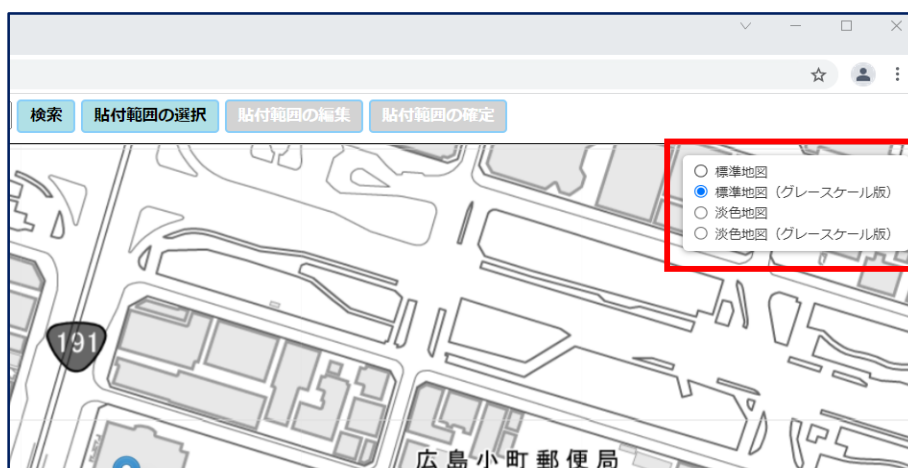 検索 貼付範囲の選択 貼付範囲の編集 貼付範囲の確定
標準地図
標準地図（グレースケール版）
淡色地図
淡色地図（グレースケール版）
191
広島小町郵便局